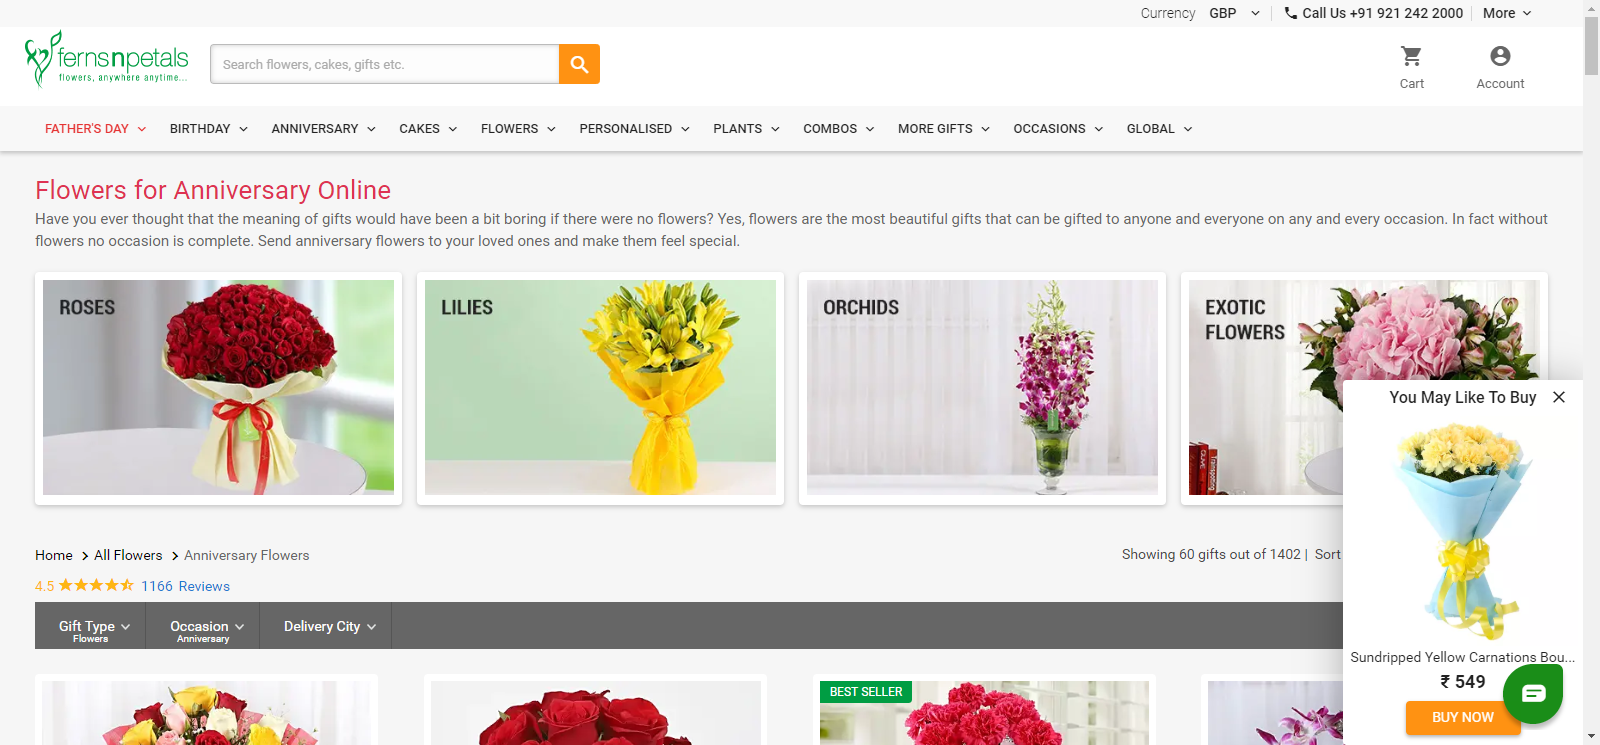 Currency GBP Call Us +91 921 242 2000 More
fernsnpetals
flowers, anywhere anytime...
Search flowers, cakes, gifts etc.
Cart Account
FATHER'S DAY BIRTHDAY ANNIVERSARY CAKES FLOWERS PERSONALISED PLANTS COMBOS MORE GIFTS OCCASIONS GLOBAL
Flowers for Anniversary Online
Have you ever thought that the meaning of gifts would have been a bit boring if there were no flowers? Yes, flowers are the most beautiful gifts that can be gifted to anyone and everyone on any and every occasion. In fact without
flowers no occasion is complete. Send anniversary flowers to your loved ones and make them feel special.
ROSES
LILIES
ORCHIDS
EXOTIC
FLOWERS
You May Like To Buy
Home All Flowers Anniversary Flowers
Showing 60 gifts out of 1402 | Sort
4.5 1166 Reviews
Gift Type Occasion Delivery City
Flowers Anniversary
Sundripped Yellow Carnations Bou...
₹ 549
BUY NOW
BEST SELLER